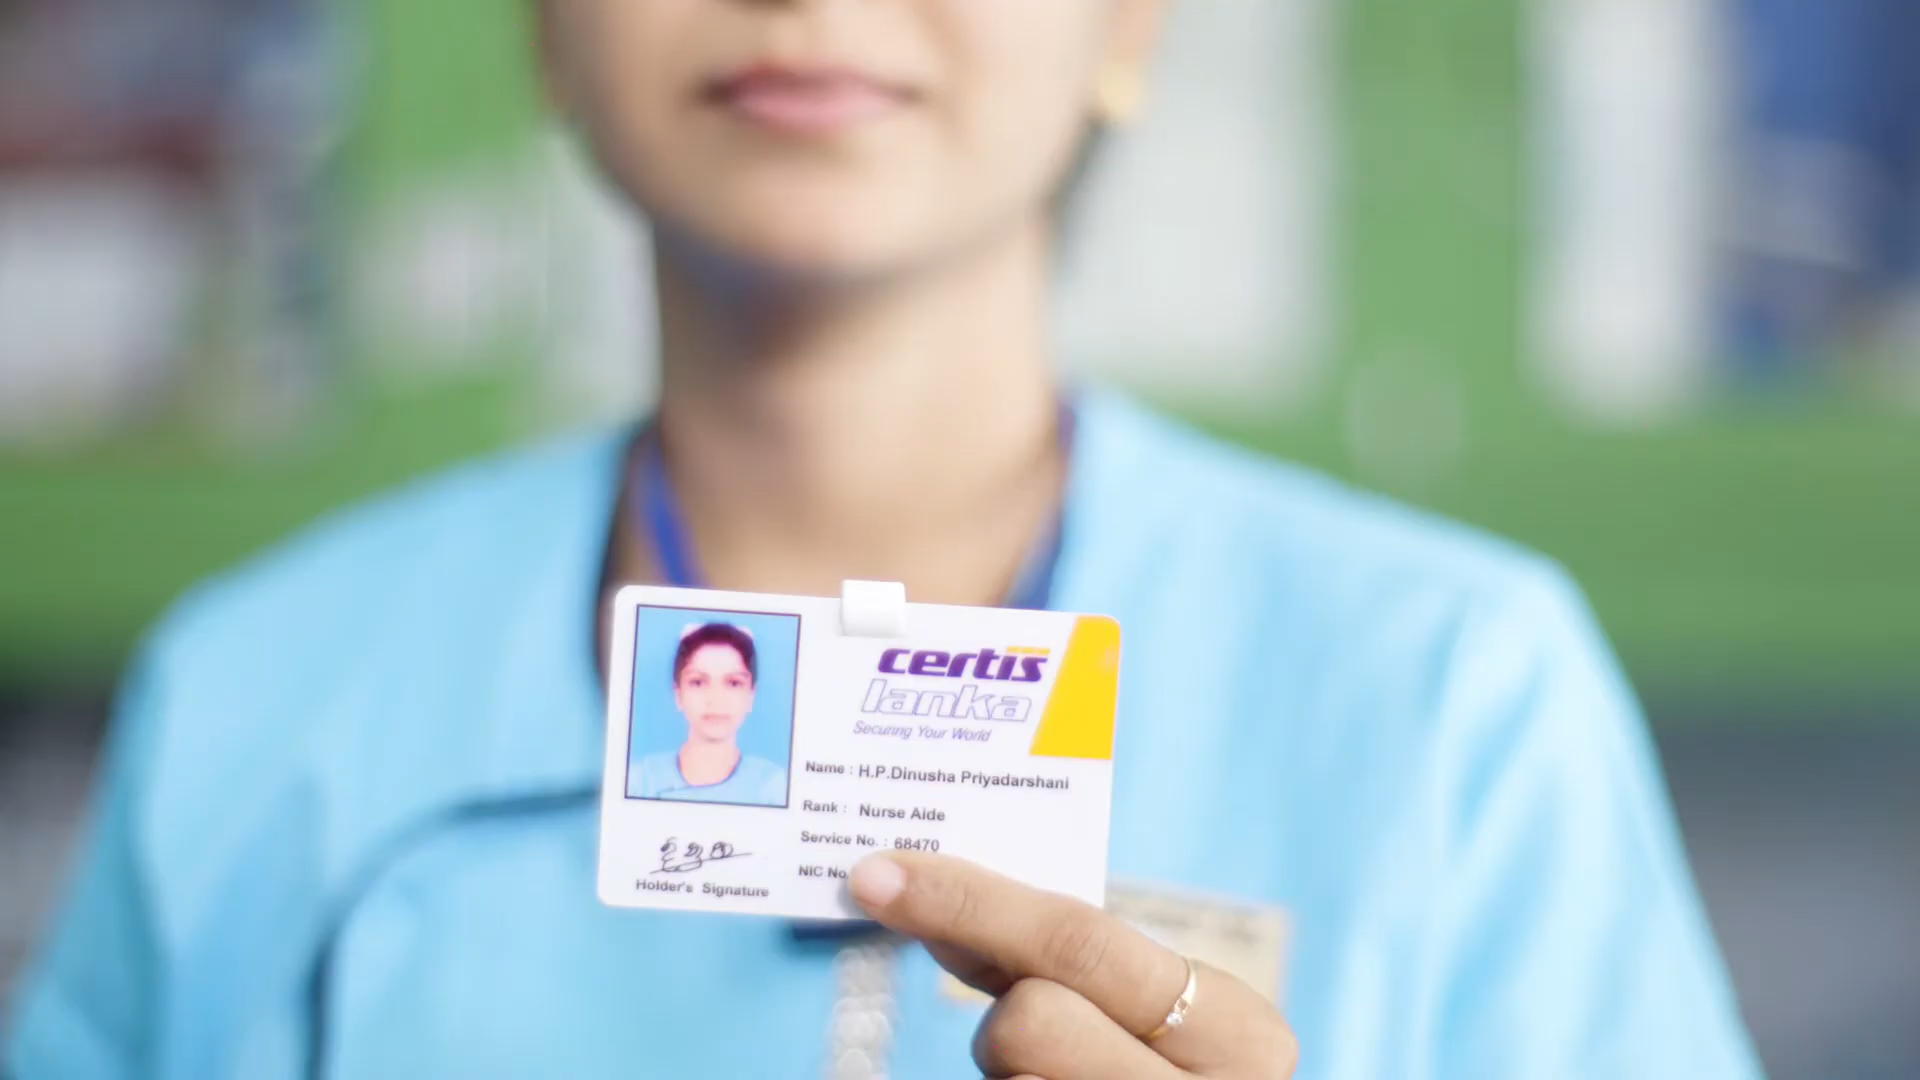 certis
lanka
Securing Your World
Name : H.P.Dinusha Priyadarshani
Rank : Nurse Aide
Service No. : 68470
NIC No.
Holder's Signature